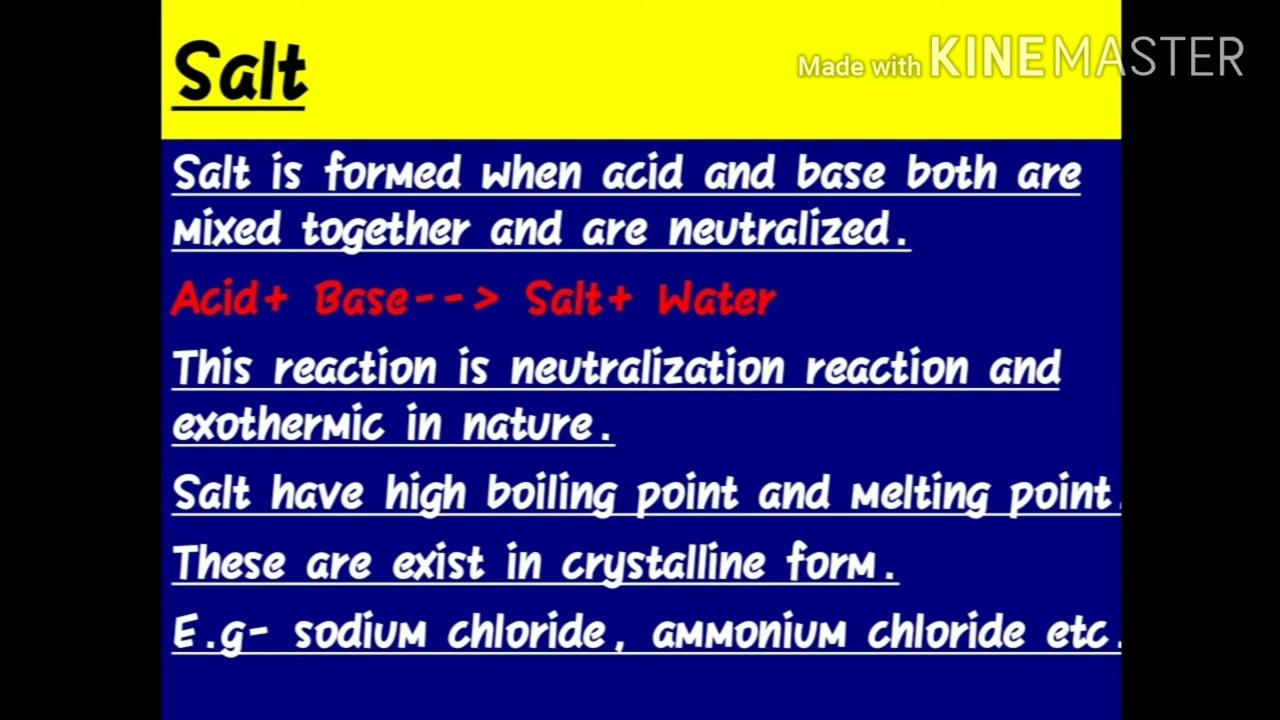 Salt
Made with KINEMASTER
Salt is formed when acid and base both are
mixed together and are neutralized.
Acid+ Base--> Salt+ Water
This reaction is neutralization reaction and
exothermic in nature.
Salt have high boiling point and melting point.
These are exist in crystalline form.
E.g- sodium chloride, ammonium chloride etc.